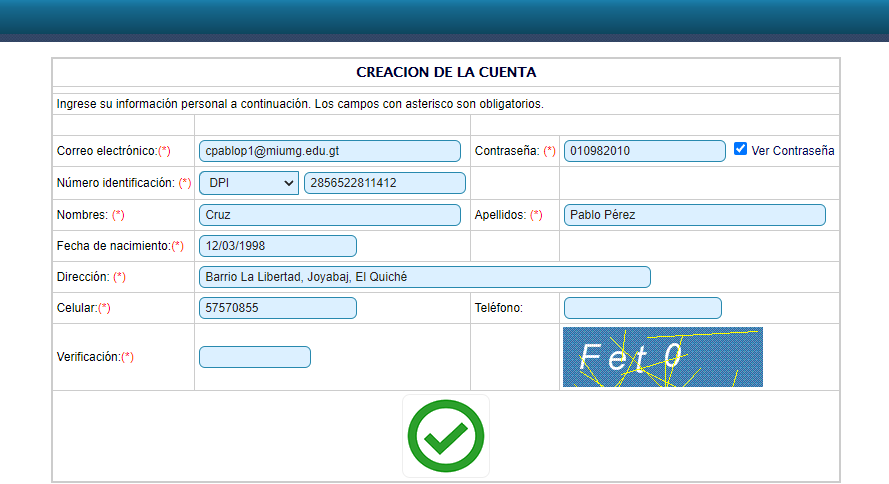 CREACION DE LA CUENTA
Ingrese su información personal a continuación. Los campos con asterisco son obligatorios.
Correo electrónico:(*) cpablop1@miumg.edu.gt Contraseña: (*) 010982010 Ver Contraseña
Número identificación: (*) DPI 2856522811412
Nombres: (*) Cruz Apellidos: (*) Pablo Pérez
Fecha de nacimiento:(*) 12/03/1998
Dirección: (*) Barrio La Libertad, Joyabaj, El Quiché
Celular:(*) 57570855 Teléfono:
Verificación:(*) Fet0